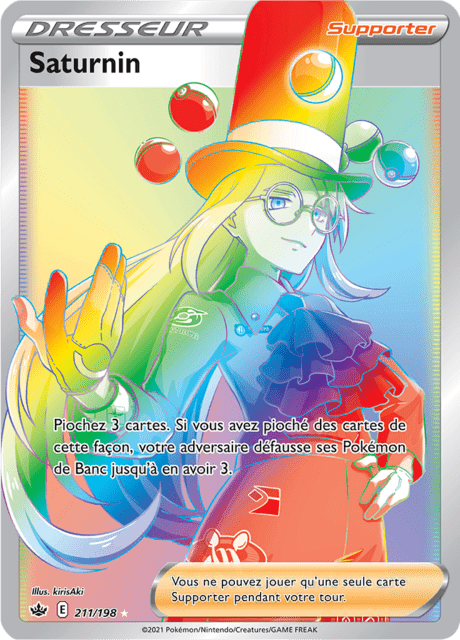 DRESSEUR Supporter
Saturnin
Piochez 3 cartes. Si vous avez pioché des cartes de
cette façon, votre adversaire défausse ses Pokémon
de Banc jusqu'à en avoir 3.
Illus. kirisAki
E 211/198
Vous ne pouvez jouer qu'une seule carte
Supporter pendant votre tour.
©2021 Pokémon/Nintendo/Creatures/GAME FREAK